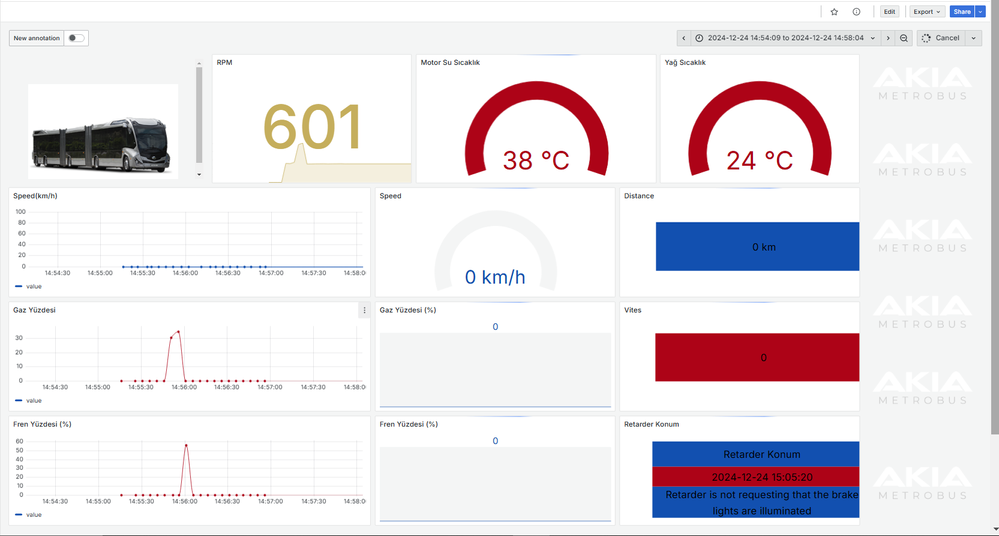 Edit
Export
Share
New annotation
2024-12-24 14:54:09 to 2024-12-24 14:58:04
Cancel
RPM
601
Motor Su Sıcaklık
38 °C
Yağ Sıcaklık
24 °C
AKIA
METROBUS
AKIA
METROBUS
Speed(km/h)
100
80
60
40
20
0
14:54:30 14:55:00 14:55:30 14:56:00 14:56:30 14:57:00 14:57:30 14:58:0
value
Speed
0 km/h
Distance
0 km
AKIA
METROBUS
Gaz Yüzdesi
30
20
10
0
14:54:30 14:55:00 14:55:30 14:56:00 14:56:30 14:57:00 14:57:30 14:58:0
value
Gaz Yüzdesi (%)
0
Vites
0
AKIA
METROBUS
AKIA
METROBUS
Fren Yüzdesi (%)
60
50
40
30
20
10
0
14:54:30 14:55:00 14:55:30 14:56:00 14:56:30 14:57:00 14:57:30 14:58:0
value
Fren Yüzdesi (%)
0
Retarder Konum
Retarder Konum
2024-12-24 15:05:20
Retarder is not requesting that the brake
lights are illuminated
AKIA
METROBUS